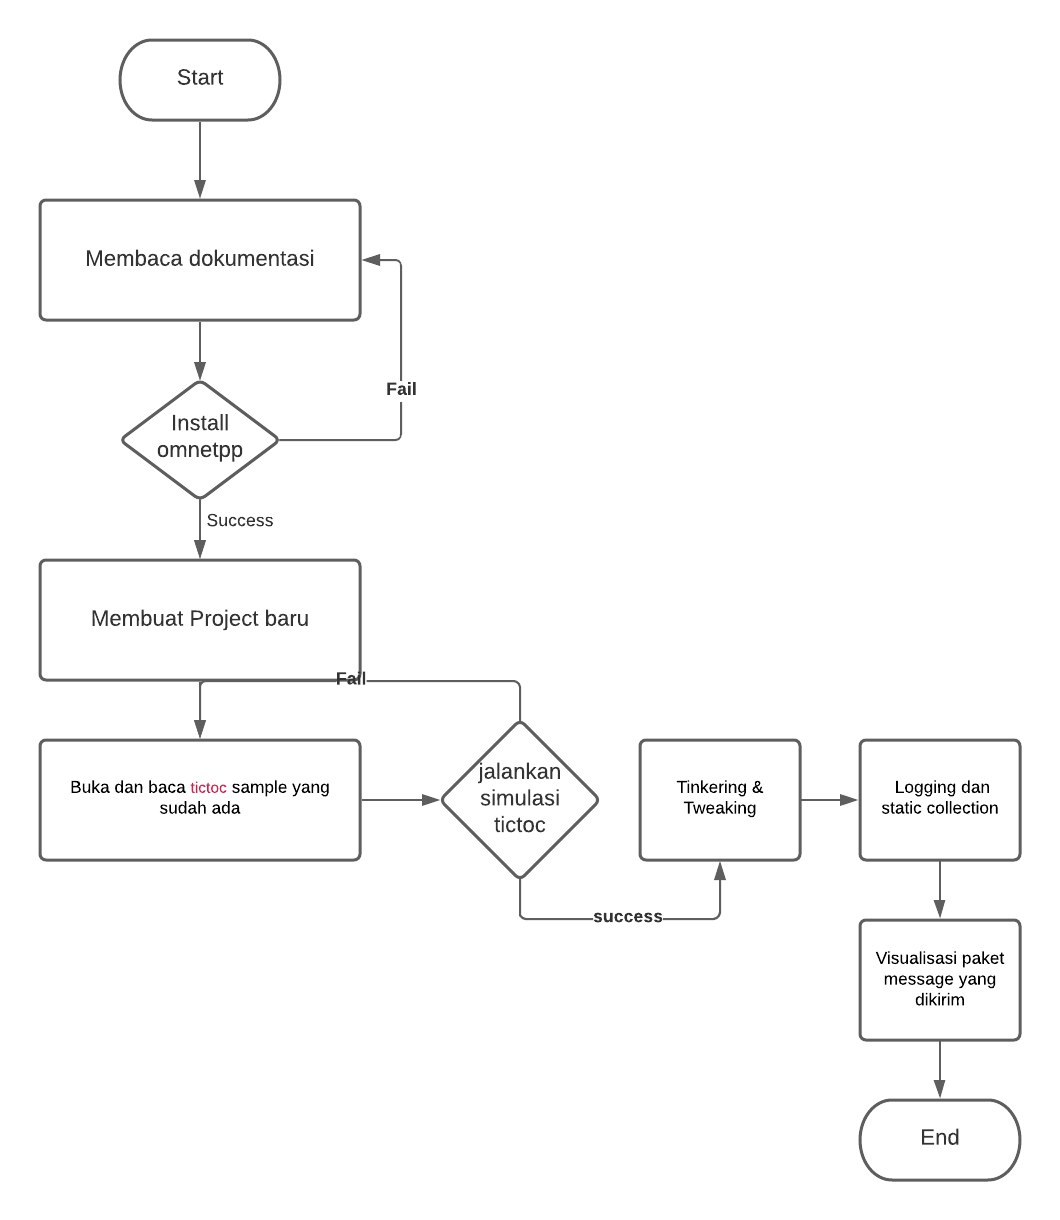 Start
Membaca dokumentasi
Fail
Install
omnetpp
Success
Membuat Project baru
Fail
Buka dan baca tictoc sample yang
sudah ada
jalankan
simulasi
tictoc
success
Tinkering &
Tweaking
Logging dan
static collection
Visualisasi paket
message yang
dikirim
End